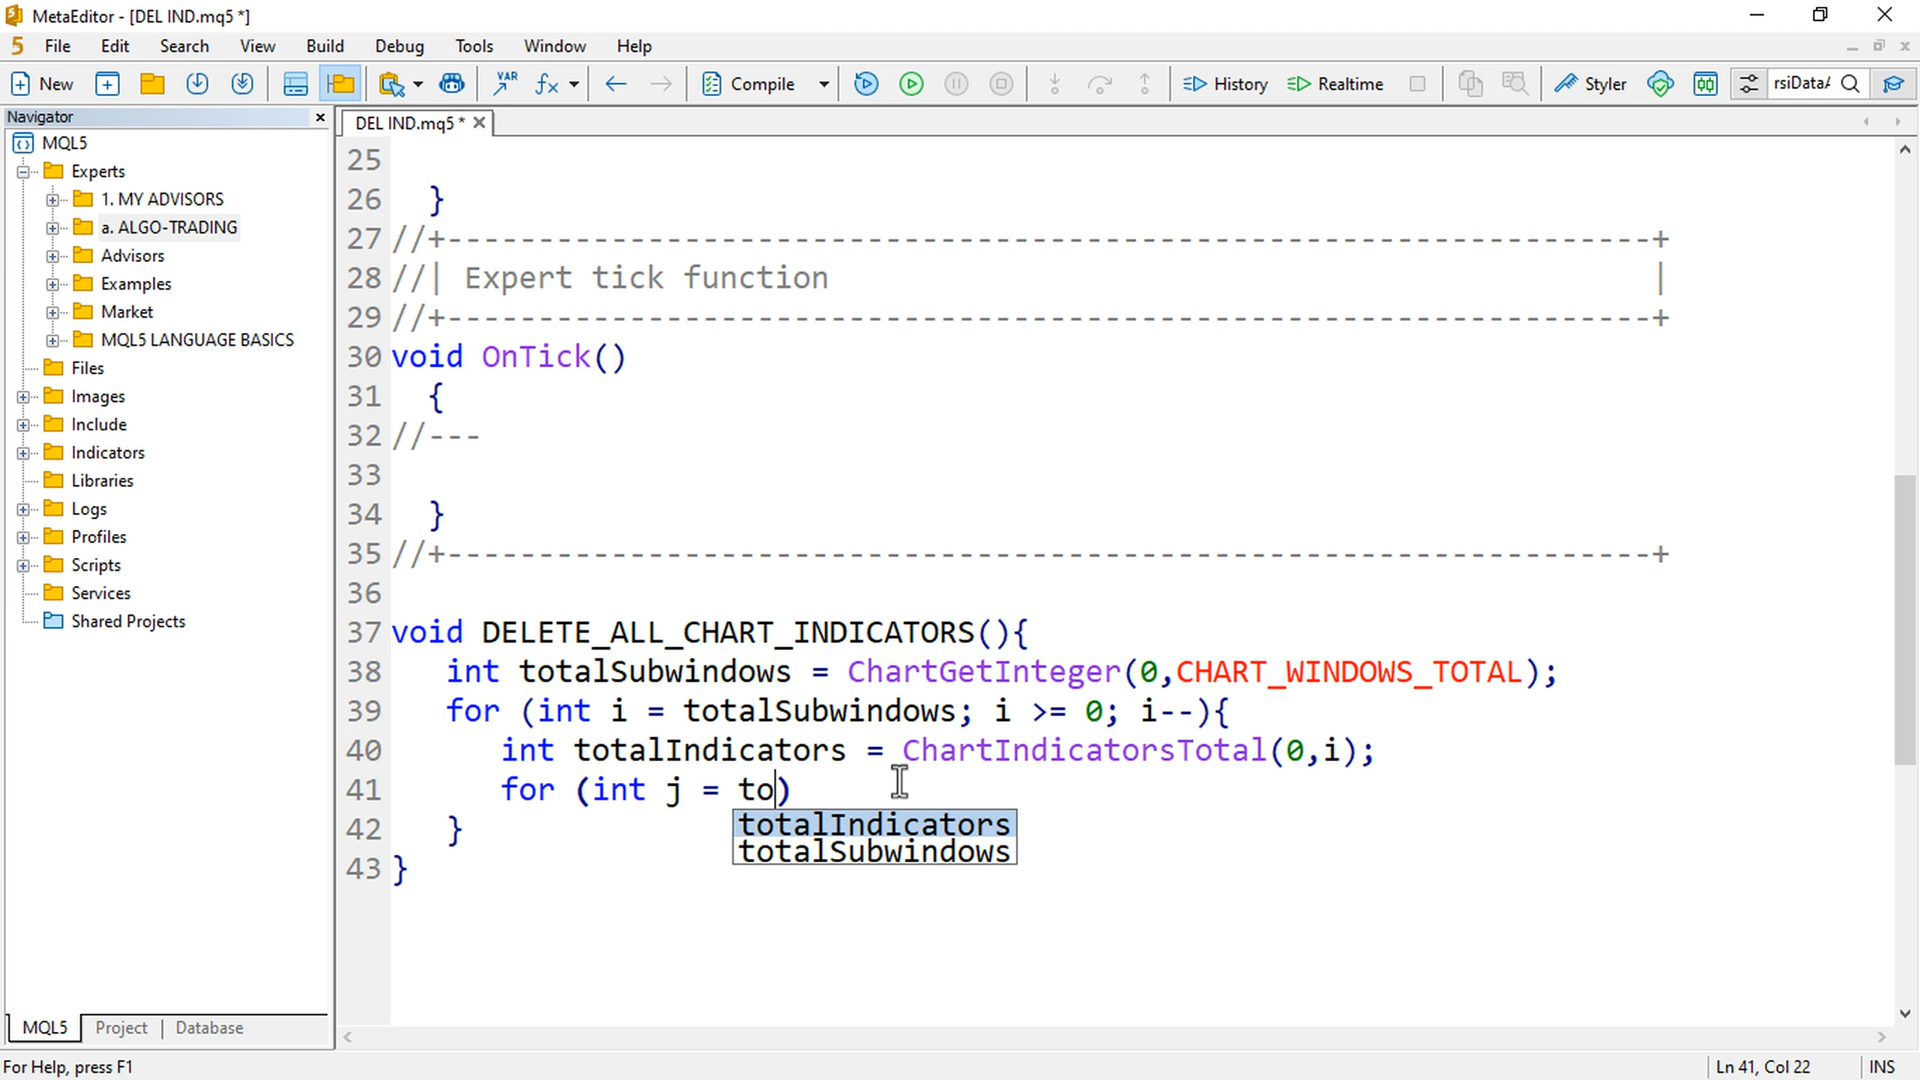 MetaEditor - [DEL IND.mq5 *]
5 File Edit Search View Build Debug Tools Window Help
New VAR Compile History Realtime Styler rsiDataA
Navigator
DEL IND.mq5 *
MQL5
Experts
1. MY ADVISORS
a. ALGO-TRADING
Advisors
Examples
Market
MQL5 LANGUAGE BASICS
Files
Images
Include
Indicators
Libraries
Logs
Profiles
Scripts
Services
Shared Projects
25
26 }
27 //+------------------------------------------------------------------+
28 //| Expert tick function |
29 //+------------------------------------------------------------------+
30 void OnTick()
31 {
32 //---
33
34 }
35 //+------------------------------------------------------------------+
36
37 void DELETE_ALL_CHART_INDICATORS(){
38 int totalSubwindows = ChartGetInteger(0,CHART_WINDOWS_TOTAL);
39 for (int i = totalSubwindows; i >= 0; i--){
40 int totalIndicators = ChartIndicatorsTotal(0,i);
41 for (int j = to)
totalIndicators
42 }
totalSubwindows
43 }
MQL5 Project Database
For Help, press F1
Ln 41, Col 22 INS